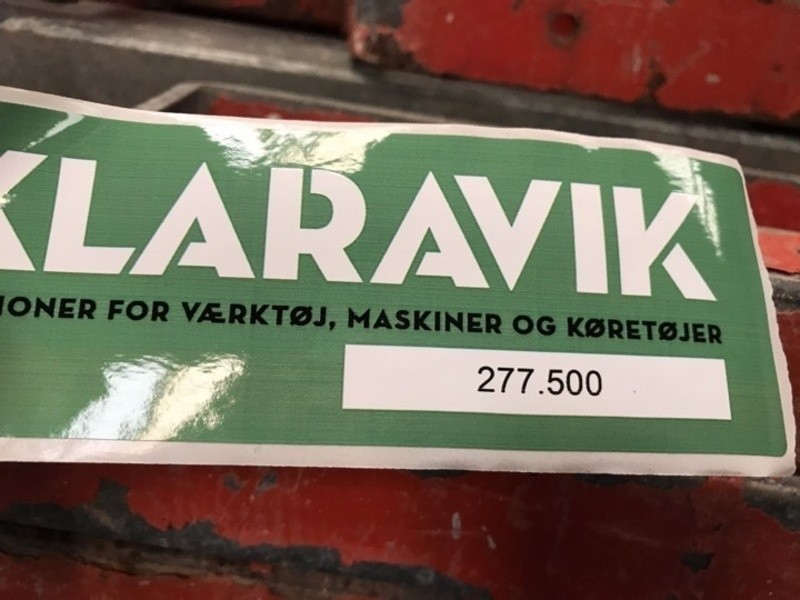 KLARAVIK
IONER FOR VÆRKTØJ, MASKINER OG KØRETØJER
277.500